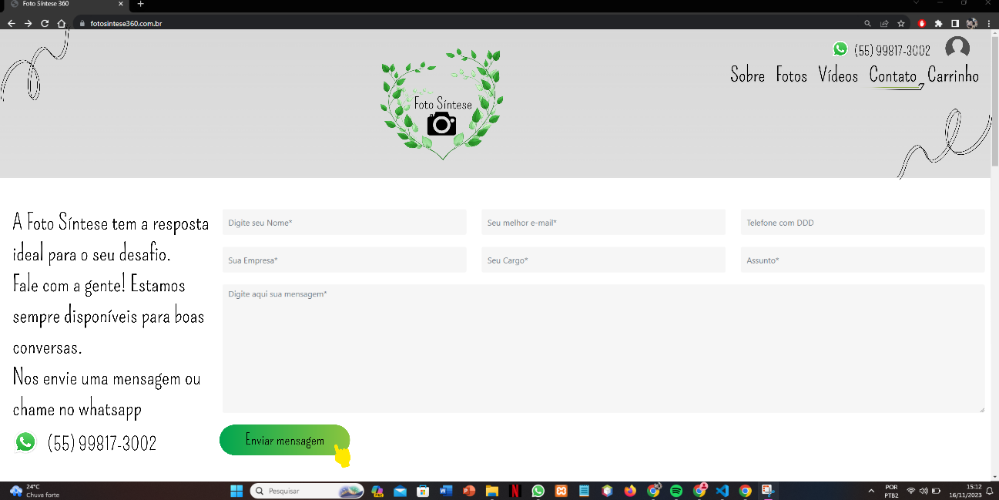 Foto Síntese 360
fotosintese360.com.br
(55) 99817-3002
Sobre Fotos Vídeos Contato Carrinho
Foto Síntese
A Foto Síntese tem a resposta
ideal para o seu desafio.
Fale com a gente! Estamos
sempre disponíveis para boas
conversas.
Nos envie uma mensagem ou
chame no whatsapp
(55) 99817-3002
Digite seu Nome*
Seu melhor e-mail*
Telefone com DDD
Sua Empresa*
Seu Cargo*
Assunto*
Digite aqui sua mensagem*
Enviar mensagem
24°C
Chuva forte
Pesquisar
POR
PTB2
15:12
16/11/2023